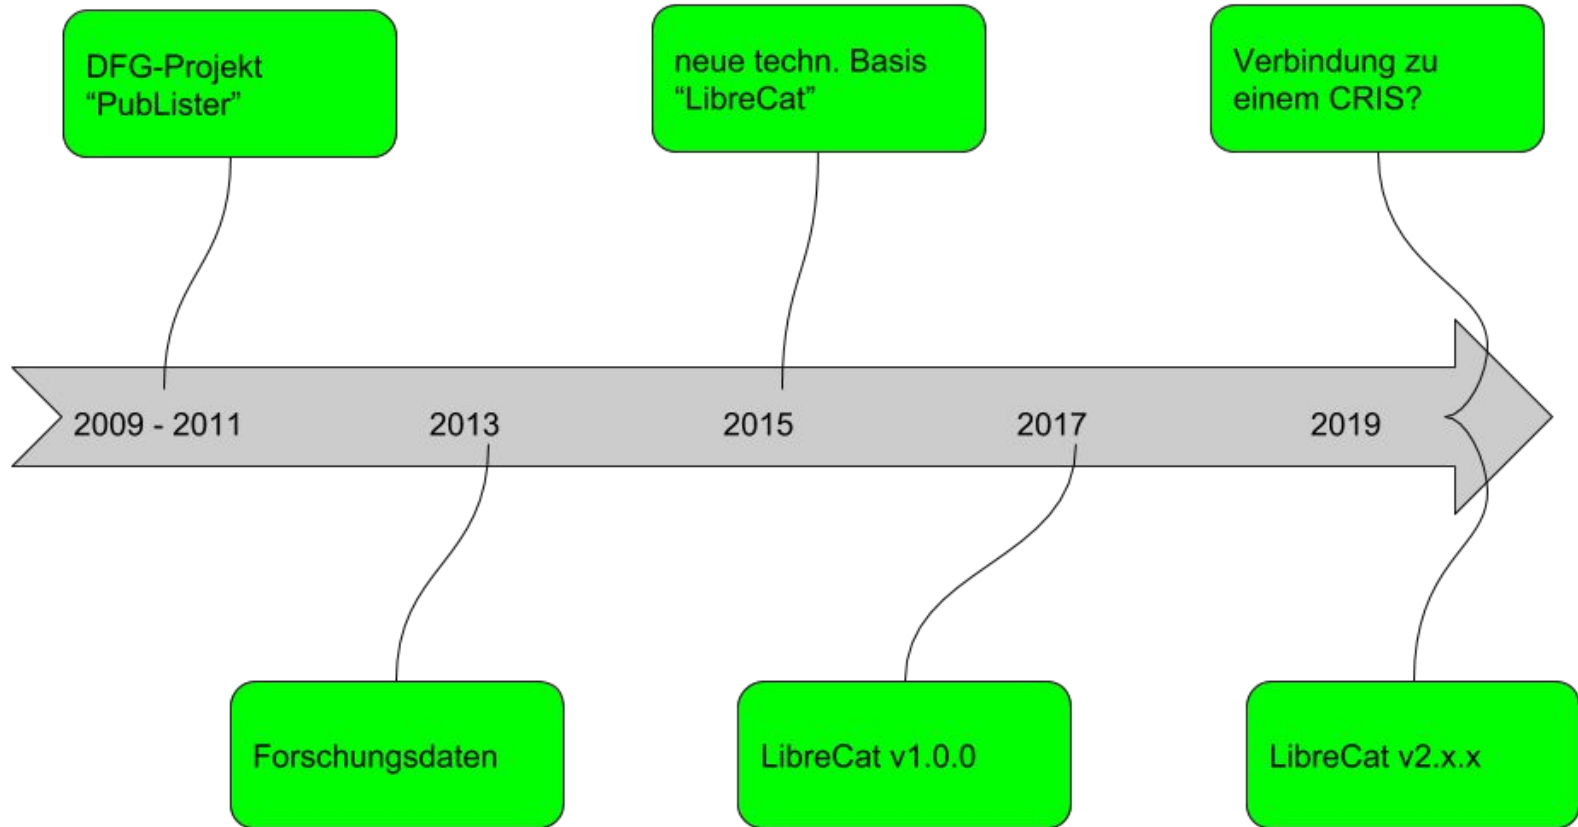 DFG-Projekt
“PubLister”
neue techn. Basis
“LibreCat”
Verbindung zu
einem CRIS?
2009 - 2011
2013
2015
2017
2019
Forschungsdaten
LibreCat v1.0.0
LibreCat v2.x.x